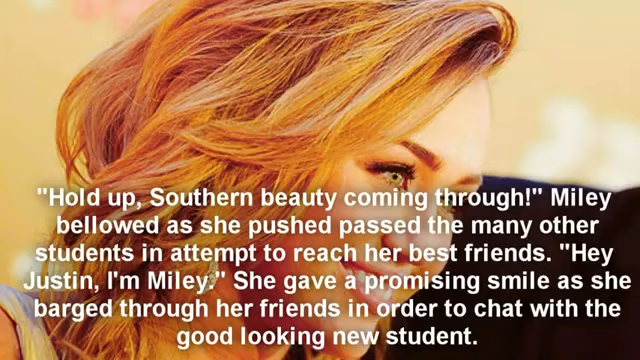 "Hold up, Southern beauty coming through!" Miley
bellowed as she pushed passed the many other
students in attempt to reach her best friends. "Hey
Justin, I'm Miley." She gave a promising smile as she
barged through her friends in order to chat with the
good looking new student.